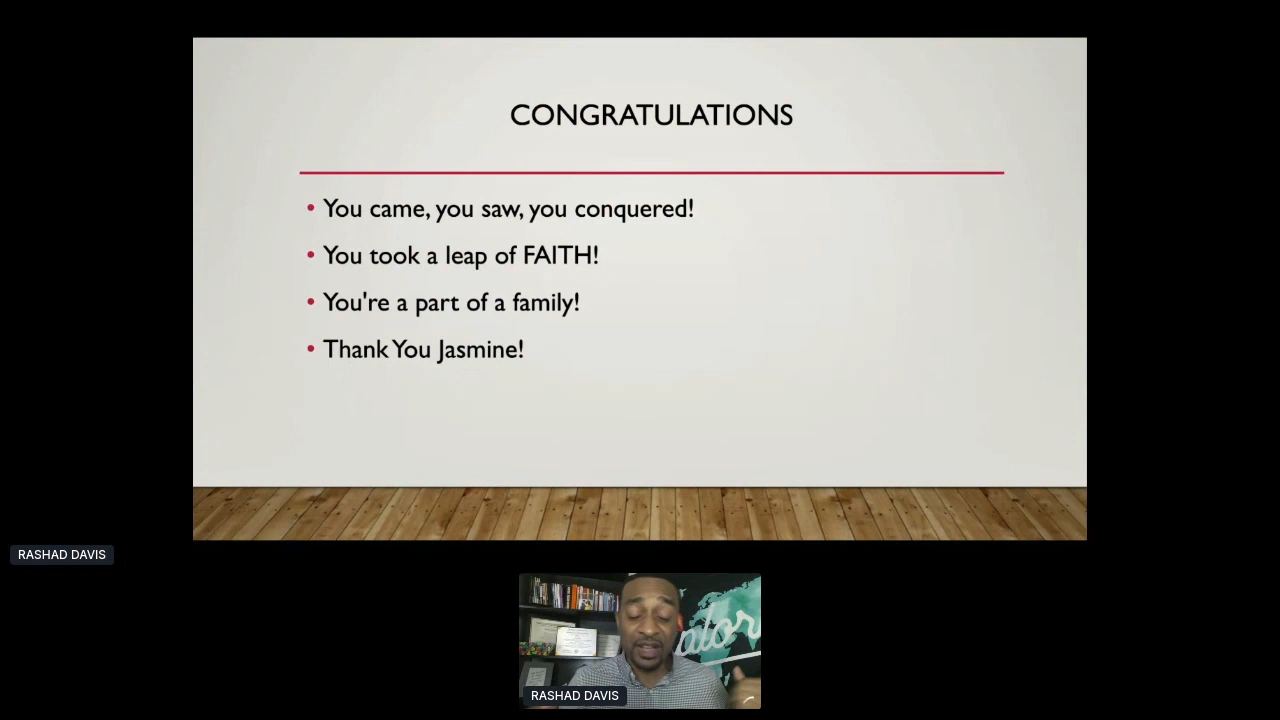 CONGRATULATIONS
• You came, you saw, you conquered!
• You took a leap of FAITH!
• You're a part of a family!
• Thank You Jasmine!
RASHAD DAVIS
RASHAD DAVIS